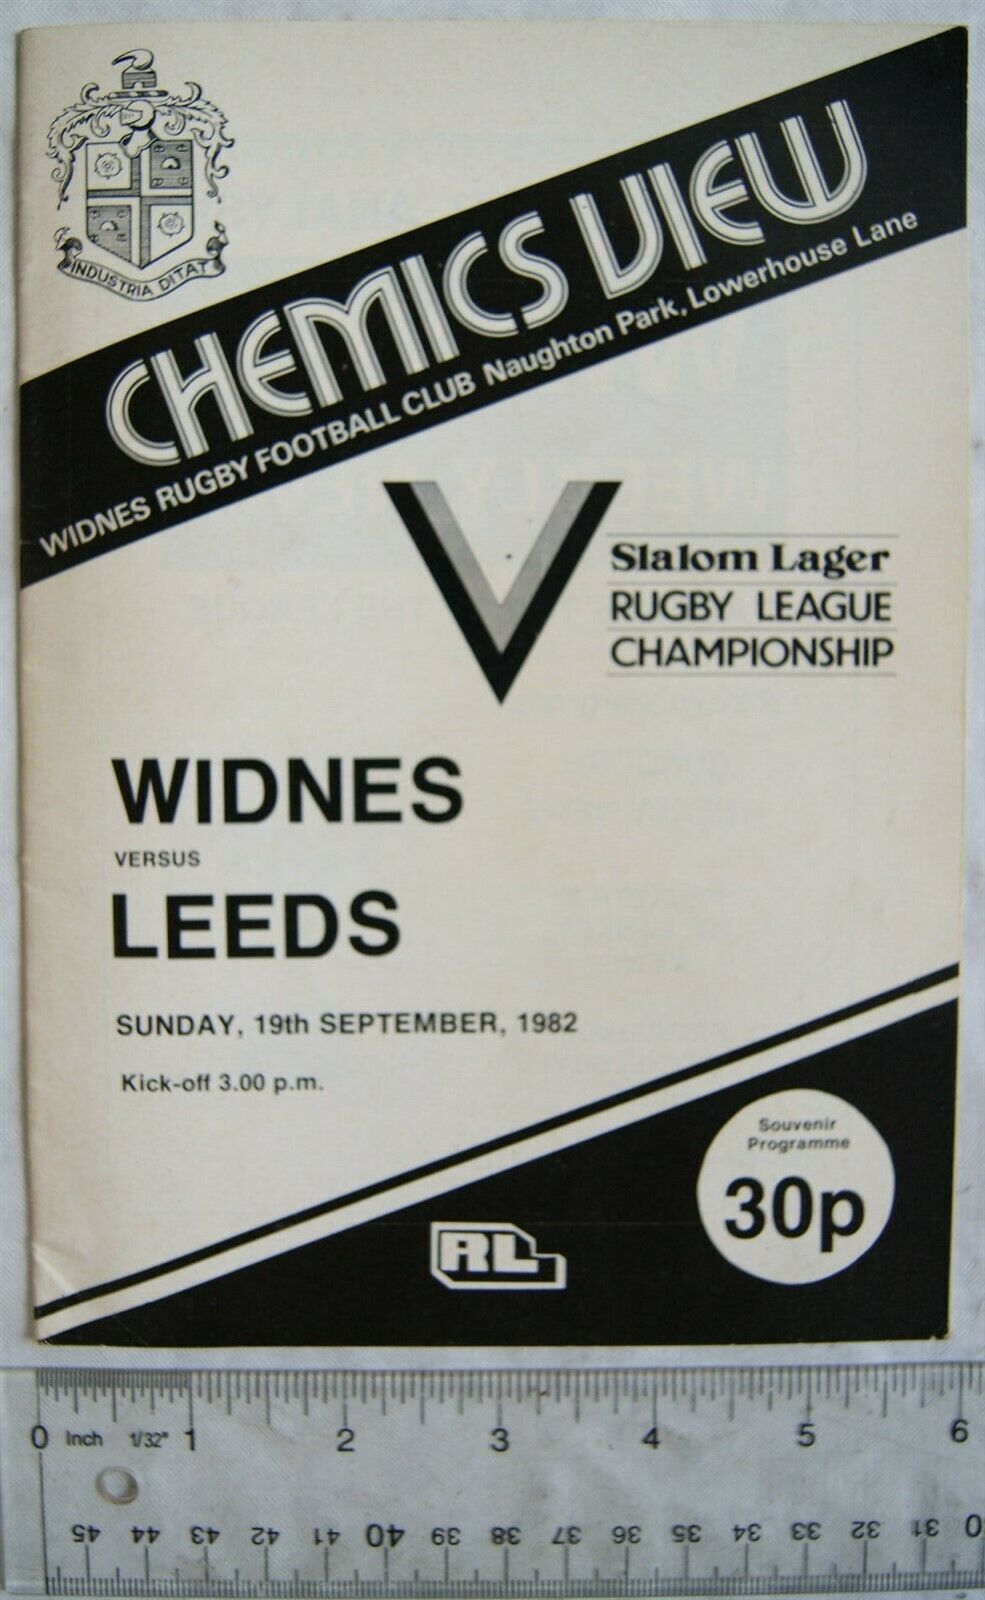 INDUSTRIA DITAT
CHEMICS VIEW
WIDNES RUGBY FOOTBALL CLUB Naughton Park, Lowerhouse Lane
Slalom Lager
RUGBY LEAGUE
CHAMPIONSHIP
WIDNES
VERSUS
LEEDS
SUNDAY, 19th SEPTEMBER, 1982
Kick-off 3.00 p.m.
Souvenir
Programme
30p
RL
0 Inch 1/32" 1 2 3 4 5 6
45 44 43 42 41 40 39 38 37 36 35 34 33 32 31 0